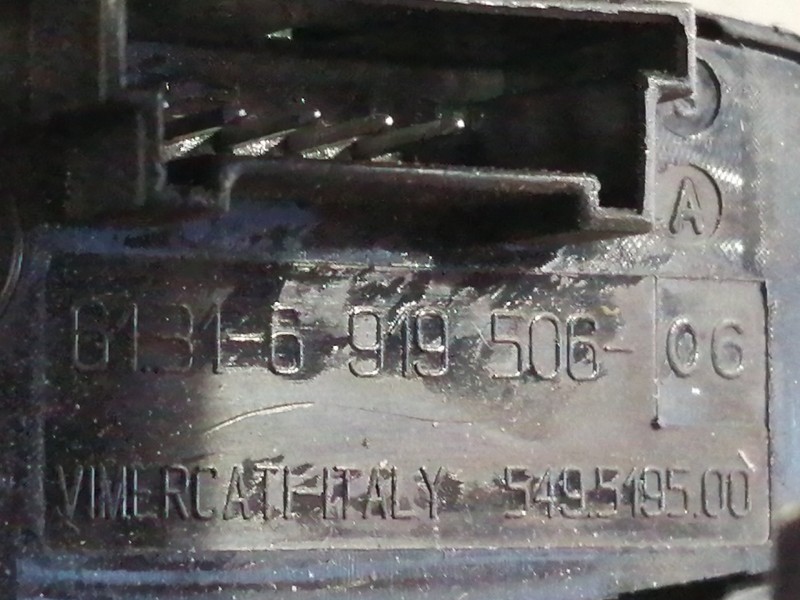 A
61.31-6 919 506- 06
VIMERCATI-ITALY 549.5195.00